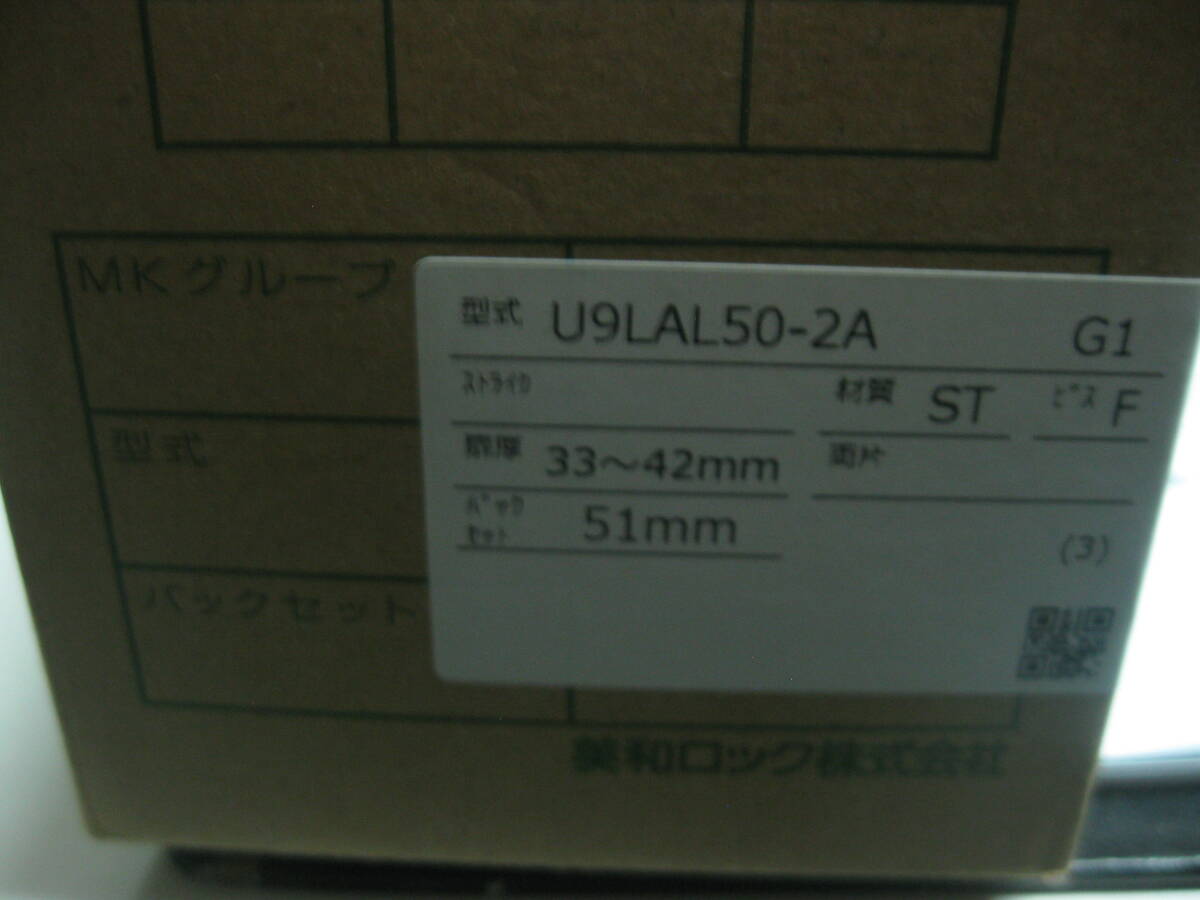 MKグループ
型式 U9LAL50-2A G1
ｽﾄﾗｲｸ 材質 ST ﾋﾞｽ F
型式
扉厚 33～42mm
ﾊﾞｯｸ
ｾｯﾄ 51mm
(3)
バックセット
美和ロック株式会社